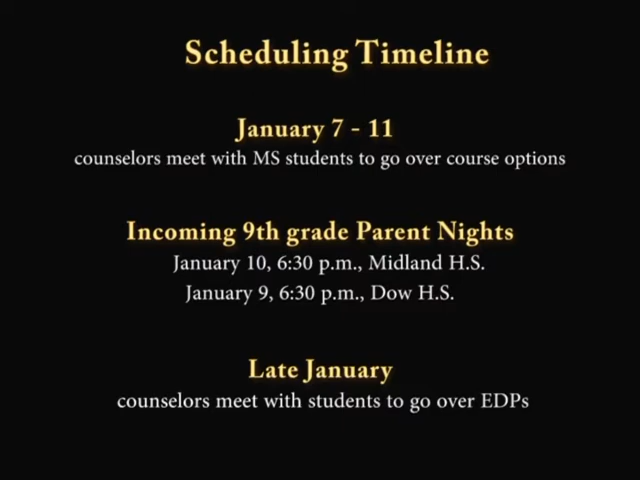 Scheduling Timeline
January 7 - 11
counselors meet with MS students to go over course options
Incoming 9th grade Parent Nights
January 10, 6:30 p.m., Midland H.S.
January 9, 6:30 p.m., Dow H.S.
Late January
counselors meet with students to go over EDPs